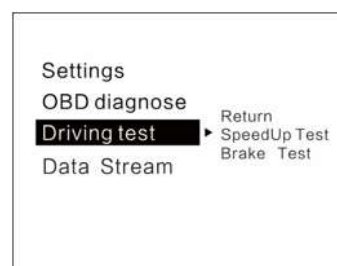 Settings
OBD diagnose
Driving test
Data Stream
Return
SpeedUp Test
Brake Test